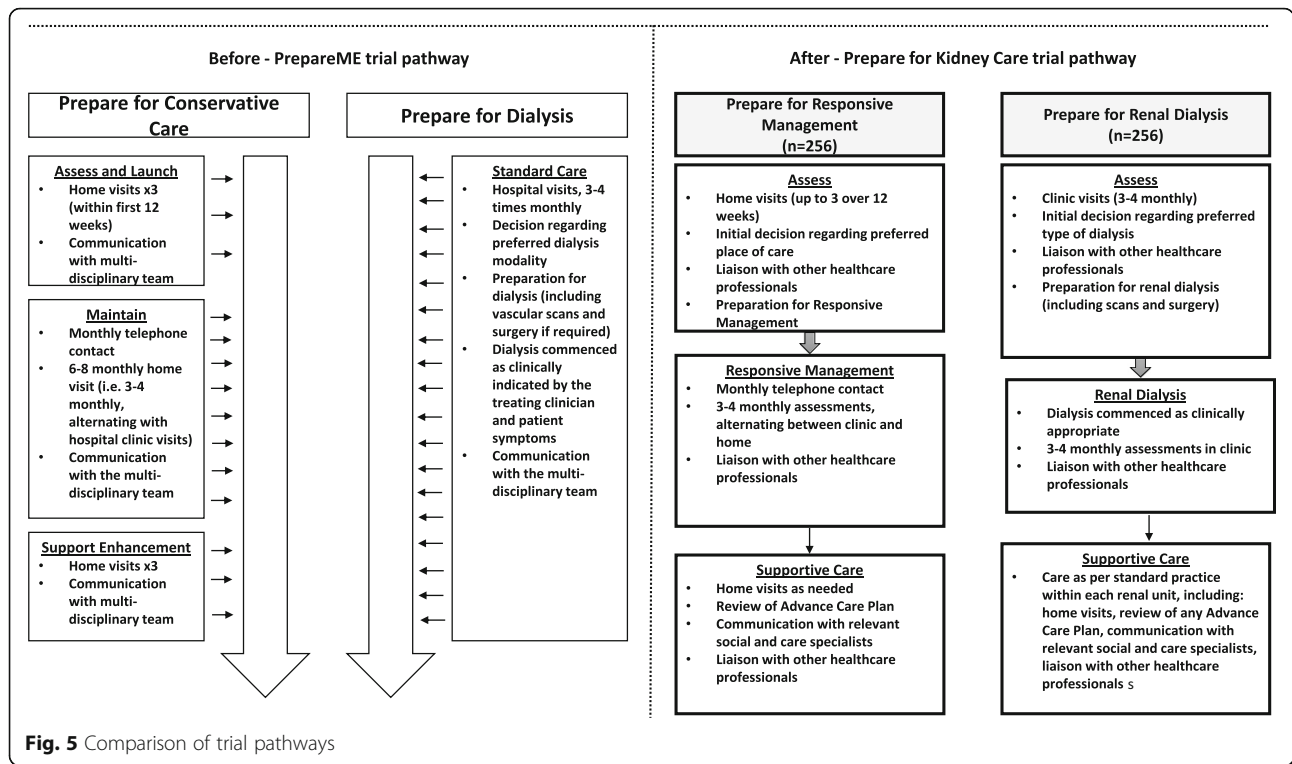 Before - PrepareME trial pathway
Prepare for Conservative
Care
Prepare for Dialysis
Assess and Launch
• Home visits x3
(within first 12
weeks)
• Communication
with multi-
disciplinary team
Maintain
• Monthly telephone
contact
• 6-8 monthly home
visit (i.e. 3-4
monthly,
alternating with
hospital clinic visits)
• Communication
with the multi-
disciplinary team
Support Enhancement
• Home visits x3
• Communication
with multi-
disciplinary team
Standard Care
• Hospital visits, 3-4
times monthly
• Decision regarding
preferred dialysis
modality
• Preparation for
dialysis (including
vascular scans and
surgery if required)
• Dialysis commenced
as clinically
indicated by the
treating clinician
and patient
symptoms
• Communication
with the multi-
disciplinary team
After - Prepare for Kidney Care trial pathway
Prepare for Responsive
Management
(n=256)
Assess
• Home visits (up to 3 over 12
weeks)
• Initial decision regarding preferred
place of care
• Liaison with other healthcare
professionals
• Preparation for Responsive
Management
Responsive Management
• Monthly telephone contact
• 3-4 monthly assessments,
alternating between clinic and
home
• Liaison with other healthcare
professionals
Supportive Care
• Home visits as needed
• Review of Advance Care Plan
• Communication with relevant
social and care specialists
• Liaison with other healthcare
professionals
Prepare for Renal Dialysis
(n=256)
Assess
• Clinic visits (3-4 monthly)
• Initial decision regarding preferred
type of dialysis
• Liaison with other healthcare
professionals
• Preparation for renal dialysis
(including scans and surgery)
Renal Dialysis
• Dialysis commenced as clinically
appropriate
• 3-4 monthly assessments in clinic
• Liaison with other healthcare
professionals
Supportive Care
• Care as per standard practice
within each renal unit, including:
home visits, review of any Advance
Care Plan, communication with
relevant social and care specialists,
liaison with other healthcare
professionals s
Fig. 5 Comparison of trial pathways